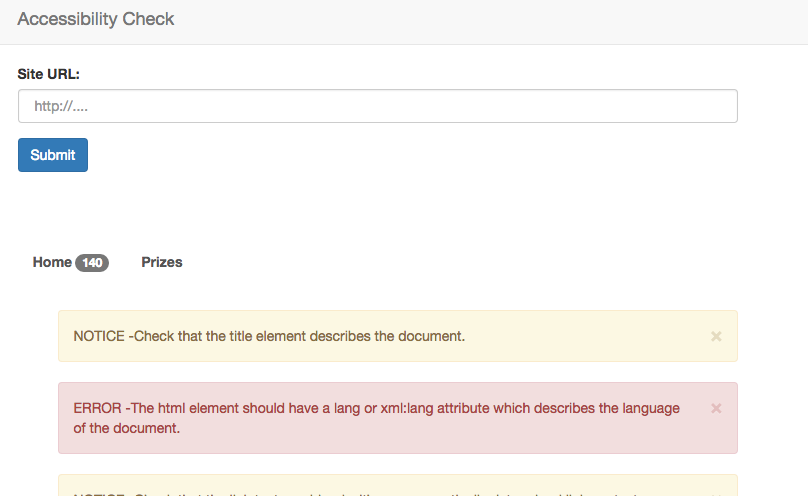 Accessibility Check
Site URL:
http://....
Submit
Home 140 Prizes
NOTICE -Check that the title element describes the document.
×
ERROR -The html element should have a lang or xml:lang attribute which describes the language
of the document.
×